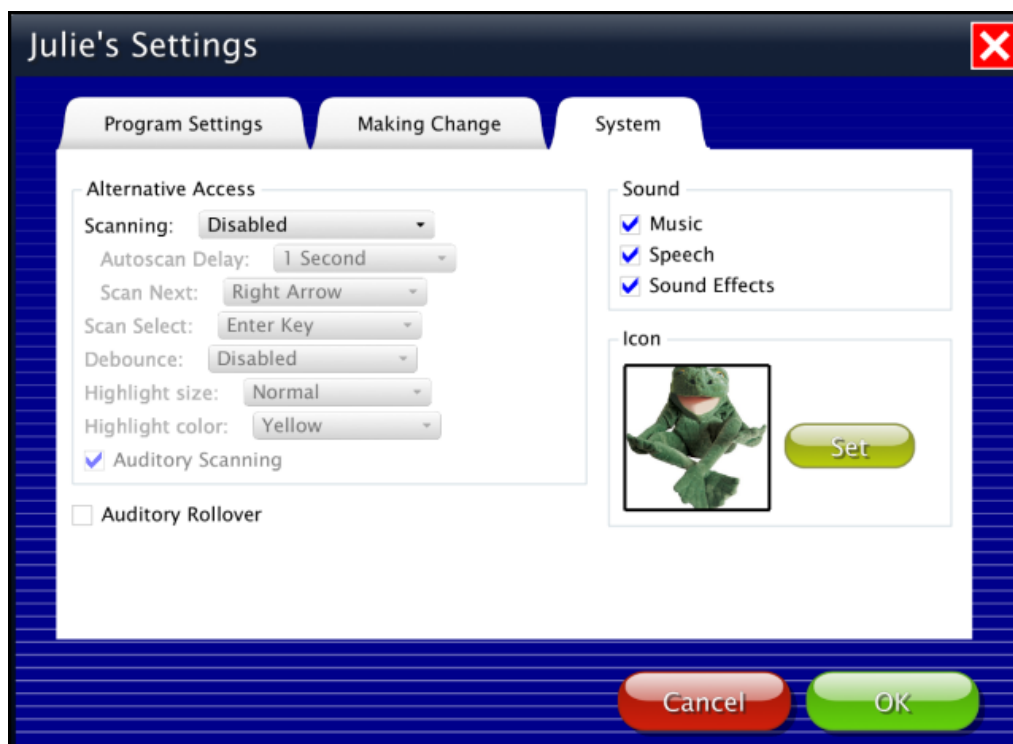 Julie's Settings
Program Settings
Making Change
System
Alternative Access
Scanning: Disabled
Autoscan Delay: 1 Second
Scan Next: Right Arrow
Scan Select: Enter Key
Debounce: Disabled
Highlight size: Normal
Highlight color: Yellow
Auditory Scanning
Auditory Rollover
Sound
Music
Speech
Sound Effects
Icon
Set
Cancel
OK